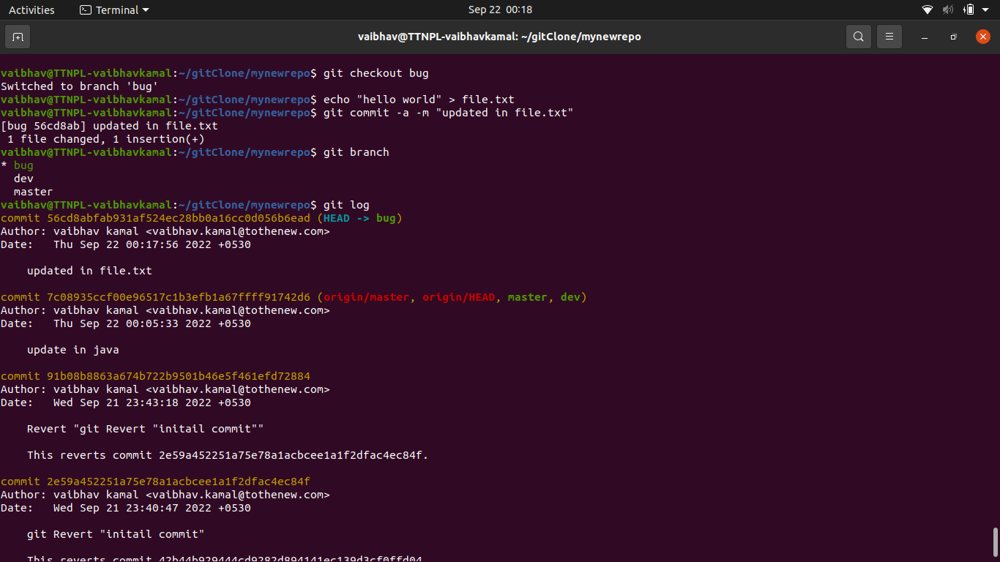 Activities Terminal Sep 22 00:18
vaibhav@TTNPL-vaibhavkamal: ~/gitClone/mynewrepo
vaibhav@TTNPL-vaibhavkamal:~/gitClone/mynewrepo$ git checkout bug
Switched to branch 'bug'
vaibhav@TTNPL-vaibhavkamal:~/gitClone/mynewrepo$ echo "hello world" > file.txt
vaibhav@TTNPL-vaibhavkamal:~/gitClone/mynewrepo$ git commit -a -m "updated in file.txt"
[bug 56cd8ab] updated in file.txt
 1 file changed, 1 insertion(+)
vaibhav@TTNPL-vaibhavkamal:~/gitClone/mynewrepo$ git branch
* bug
  dev
  master
vaibhav@TTNPL-vaibhavkamal:~/gitClone/mynewrepo$ git log
commit 56cd8abfab931af524ec28bb0a16cc0d056b6ead (HEAD -> bug)
Author: vaibhav kamal <vaibhav.kamal@tothenew.com>
Date:   Thu Sep 22 00:17:56 2022 +0530
    updated in file.txt
commit 7c08935ccf00e96517c1b3efb1a67ffff91742d6 (origin/master, origin/HEAD, master, dev)
Author: vaibhav kamal <vaibhav.kamal@tothenew.com>
Date:   Thu Sep 22 00:05:33 2022 +0530
    update in java
commit 91b08b8863a674b722b9501b46e5f461efd72884
Author: vaibhav kamal <vaibhav.kamal@tothenew.com>
Date:   Wed Sep 21 23:43:18 2022 +0530
    Revert "git Revert "initail commit""
    This reverts commit 2e59a452251a75e78a1acbcee1a1f2dfac4ec84f.
commit 2e59a452251a75e78a1acbcee1a1f2dfac4ec84f
Author: vaibhav kamal <vaibhav.kamal@tothenew.com>
Date:   Wed Sep 21 23:40:47 2022 +0530
    git Revert "initail commit"
    This reverts commit 42b44b929444cd9282d894141ec139d3cf0ffd04